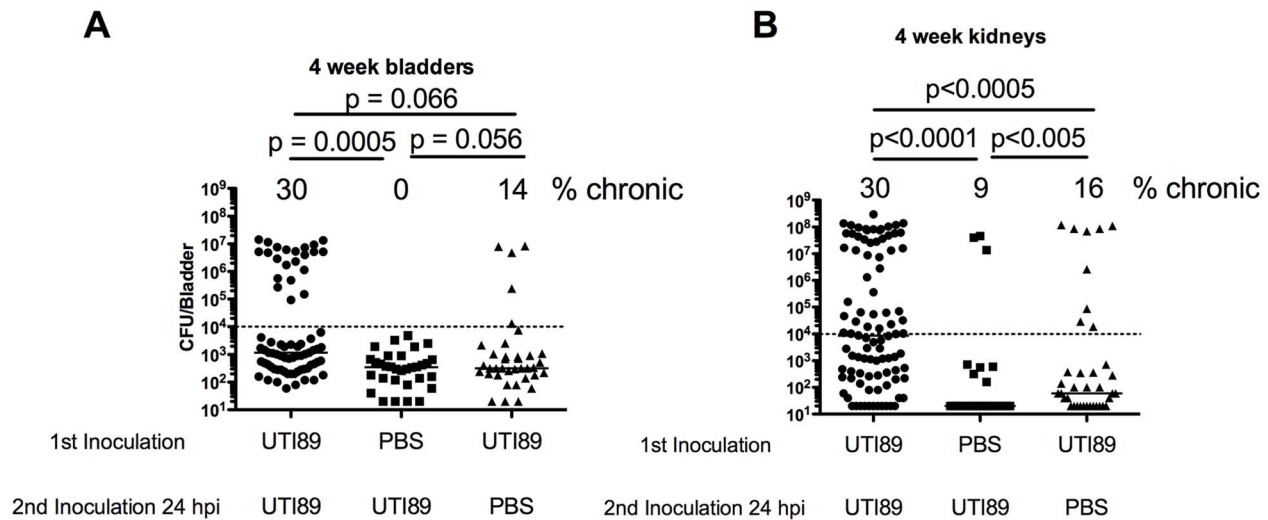 A
4 week bladders
p = 0.066
p = 0.0005 p = 0.056
30 0 14 % chronic
CFU/Bladder
10⁹
10⁸
10⁷
10⁶
10⁵
10⁴
10³
10²
10¹
1st Inoculation UTI89 PBS UTI89
2nd Inoculation 24 hpi UTI89 UTI89 PBS
B
4 week kidneys
p<0.0005
p<0.0001 p<0.005
30 9 16 % chronic
10⁹
10⁸
10⁷
10⁶
10⁵
10⁴
10³
10²
10¹
1st Inoculation UTI89 PBS UTI89
2nd Inoculation 24 hpi UTI89 UTI89 PBS